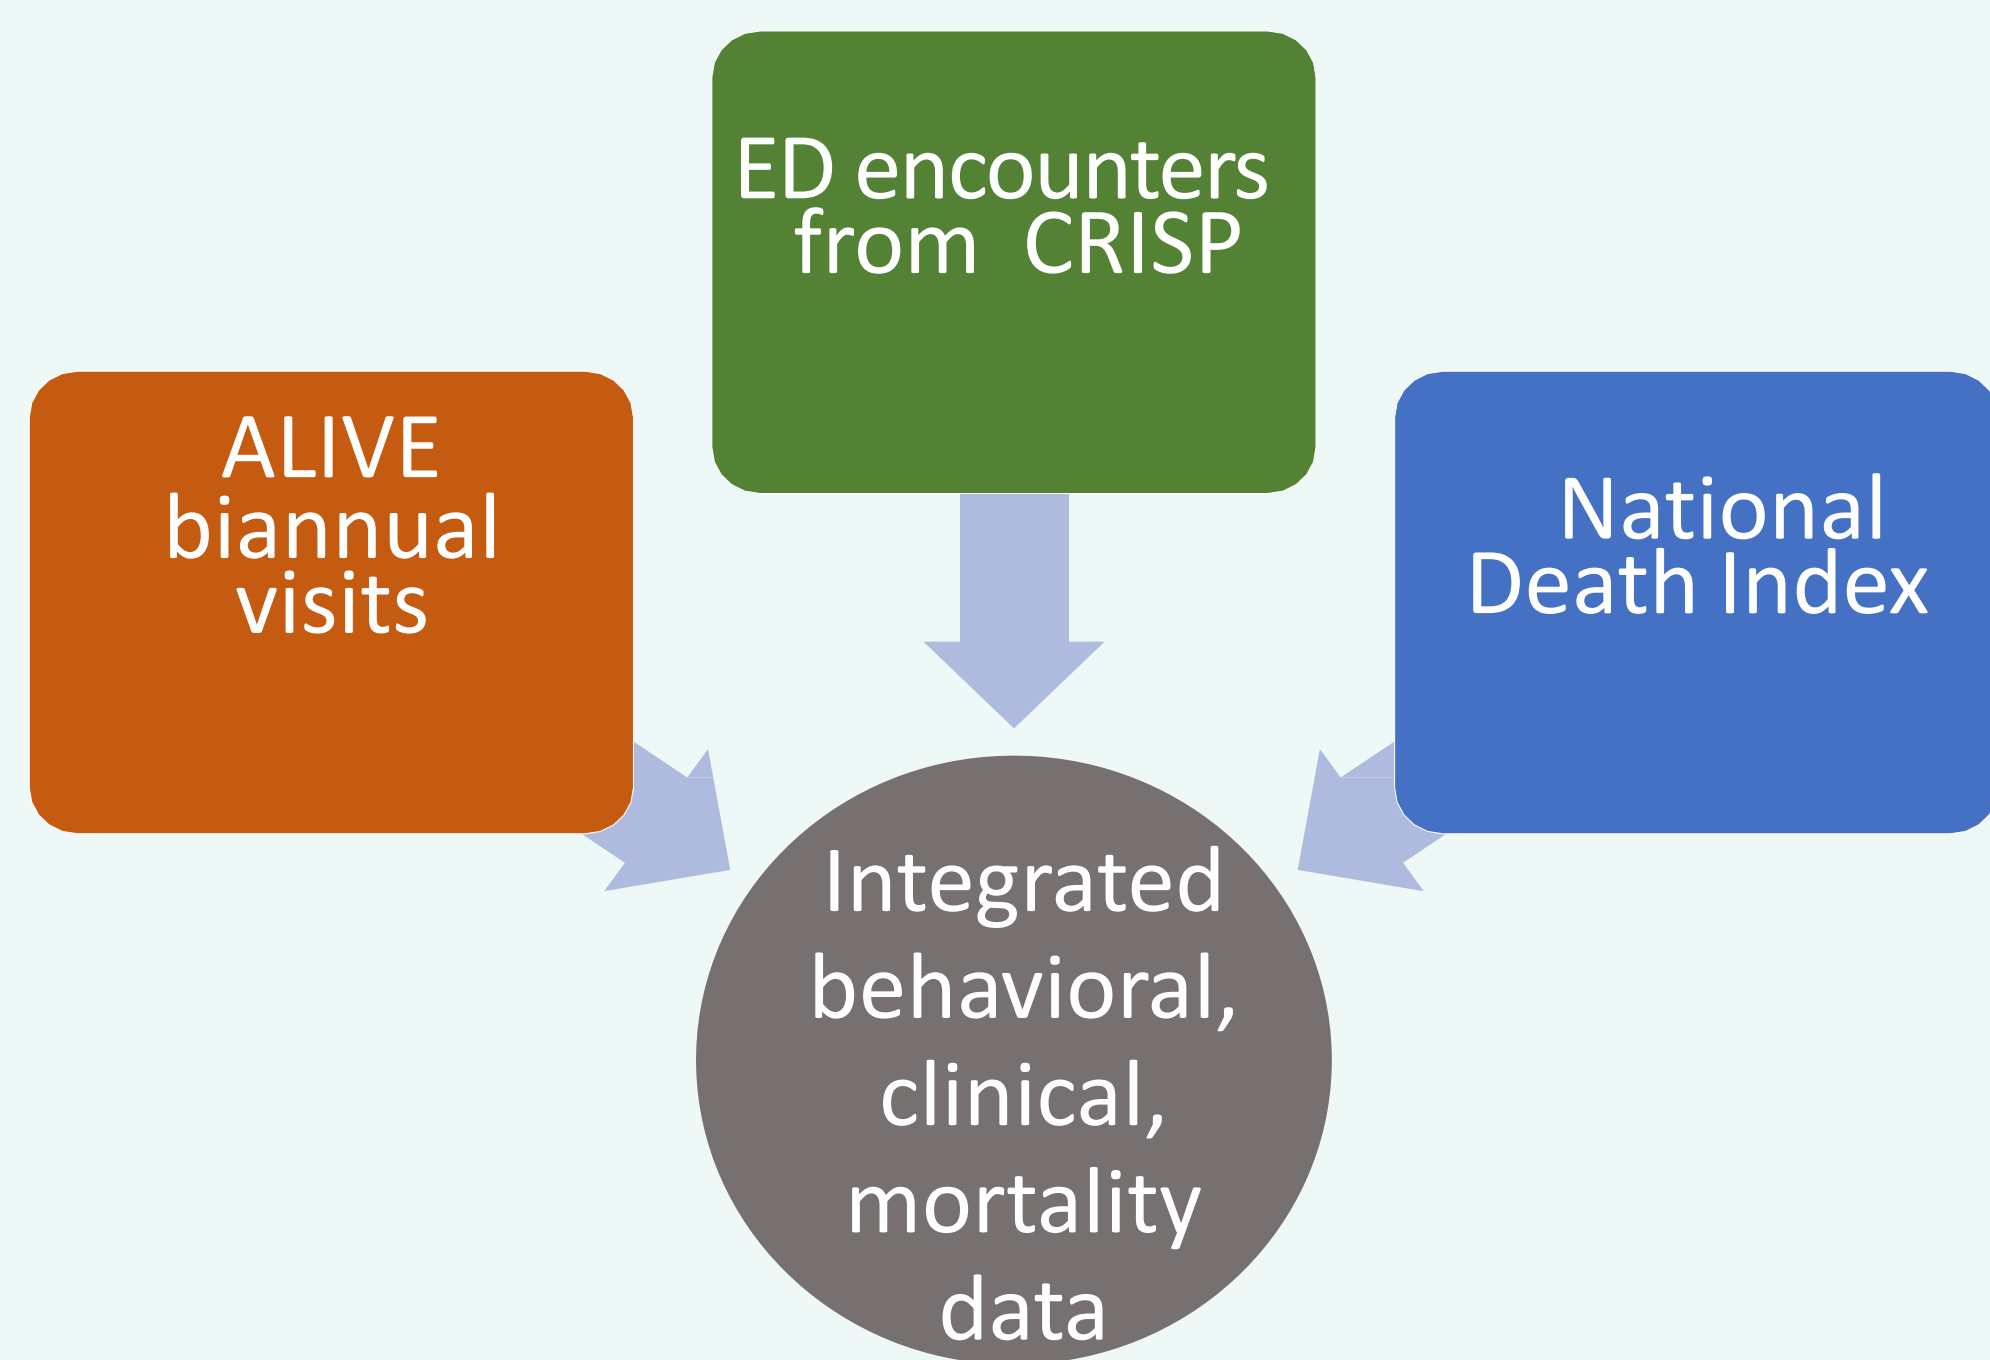 ED encounters
from CRISP
ALIVE
biannual
visits
National
Death Index
Integrated
behavioral,
clinical,
mortality
data